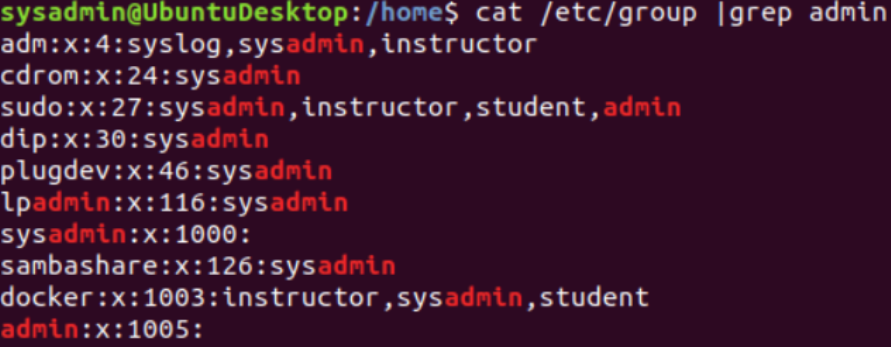 sysadmin@UbuntuDesktop:/home$ cat /etc/group |grep admin
adm:x:4:syslog,sysadmin,instructor
cdrom:x:24:sysadmin
sudo:x:27:sysadmin,instructor,student,admin
dip:x:30:sysadmin
plugdev:x:46:sysadmin
lpadmin:x:116:sysadmin
sysadmin:x:1000:
sambashare:x:126:sysadmin
docker:x:1003:instructor,sysadmin,student
admin:x:1005: